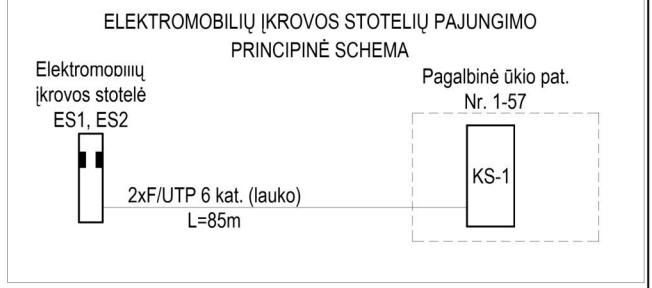 ELEKTROMOBILIŲ ĮKROVOS STOTELIŲ PAJUNGIMO
PRINCIPINĖ SCHEMA
Elektromobilių
įkrovos stotelė
ES1, ES2
Pagalbinė ūkio pat.
Nr. 1-57
KS-1
2xF/UTP 6 kat. (lauko)
L=85m